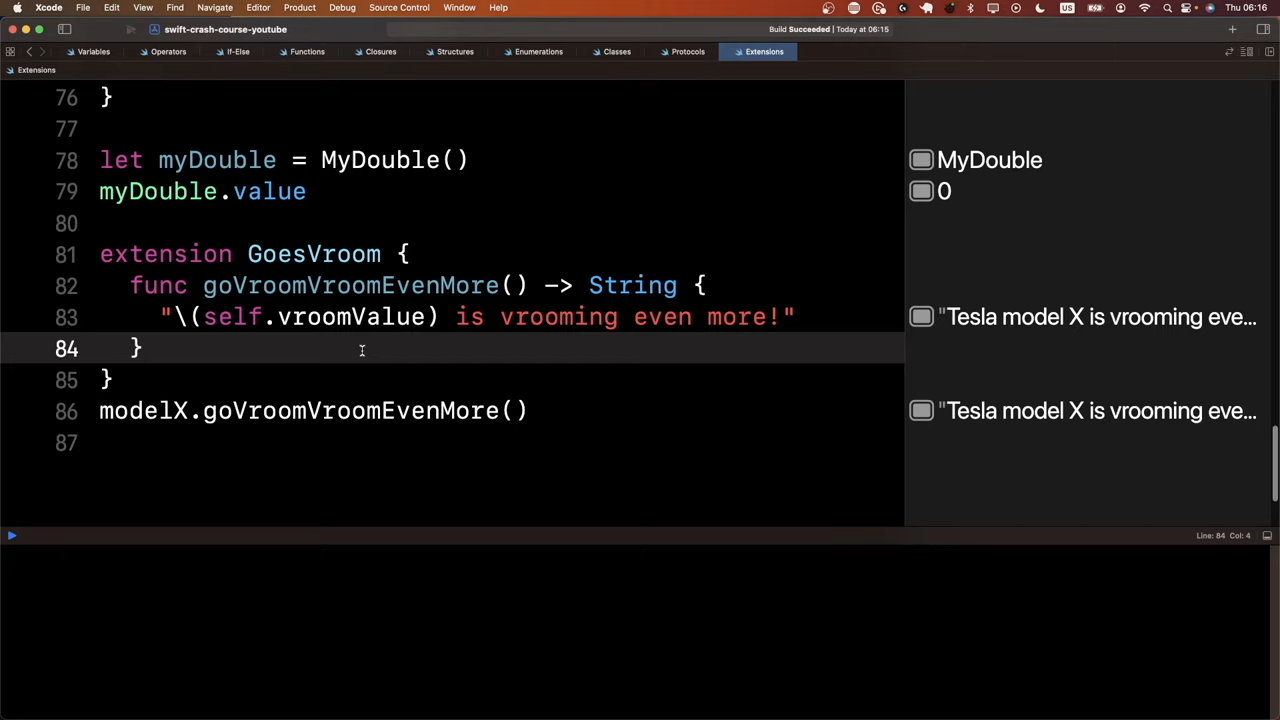 Xcode File Edit View Find Navigate Editor Product Debug Source Control Window Help US Thu 06:16
swift-crash-course-youtube Build Succeeded | Today at 06:15
Variables Operators If-Else Functions Closures Structures Enumerations Classes Protocols Extensions
Extensions
76 }
77
78 let myDouble = MyDouble() MyDouble
79 myDouble.value 0
80
81 extension GoesVroom {
82 func goVroomVroomEvenMore() -> String {
83 "\(self.vroomValue) is vrooming even more!" "Tesla model X is vrooming eve...
84 }
85 }
86 modelX.goVroomVroomEvenMore() "Tesla model X is vrooming eve...
87
Line: 84 Col: 4